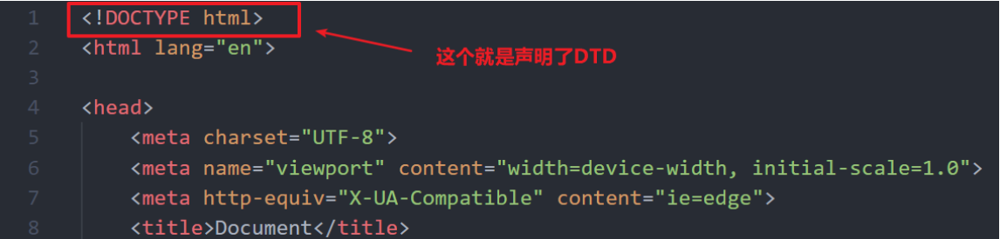 1 <!DOCTYPE html>
2 <html lang="en">
这个就是声明了DTD
3
4 <head>
5 <meta charset="UTF-8">
6 <meta name="viewport" content="width=device-width, initial-scale=1.0">
7 <meta http-equiv="X-UA-Compatible" content="ie=edge">
8 <title>Document</title>